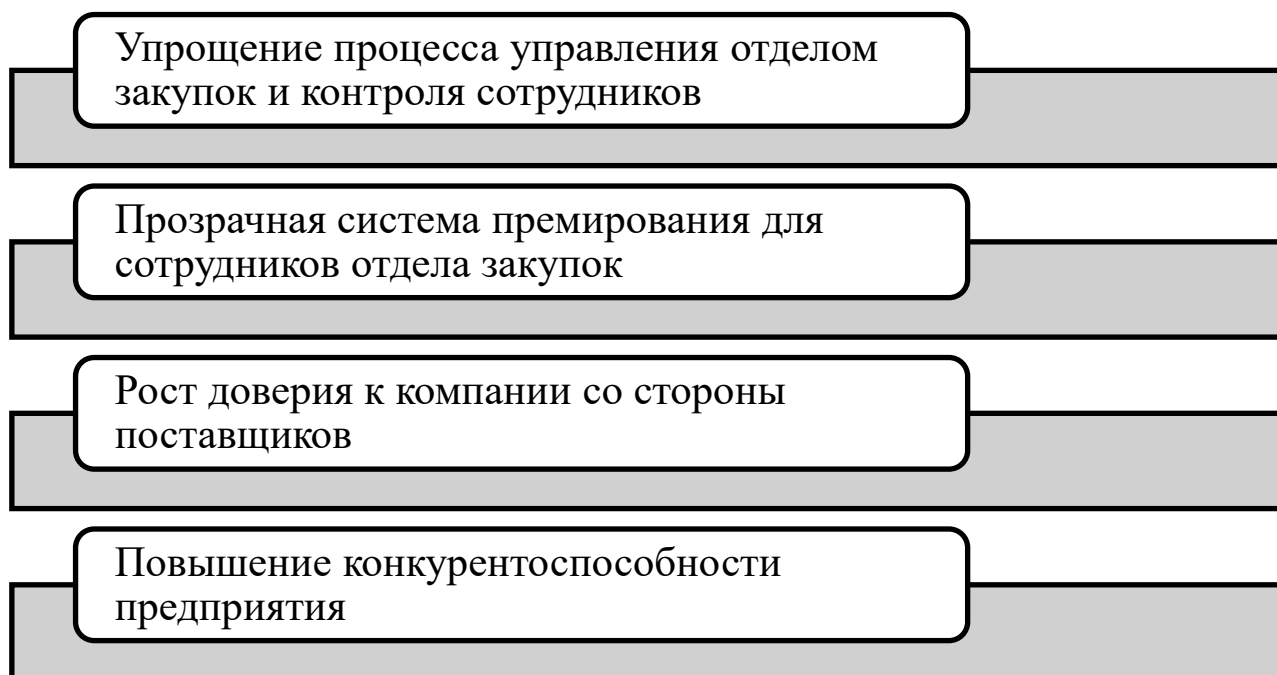 Упрощение процесса управления отделом
закупок и контроля сотрудников
Прозрачная система премирования для
сотрудников отдела закупок
Рост доверия к компании со стороны
поставщиков
Повышение конкурентоспособности
предприятия